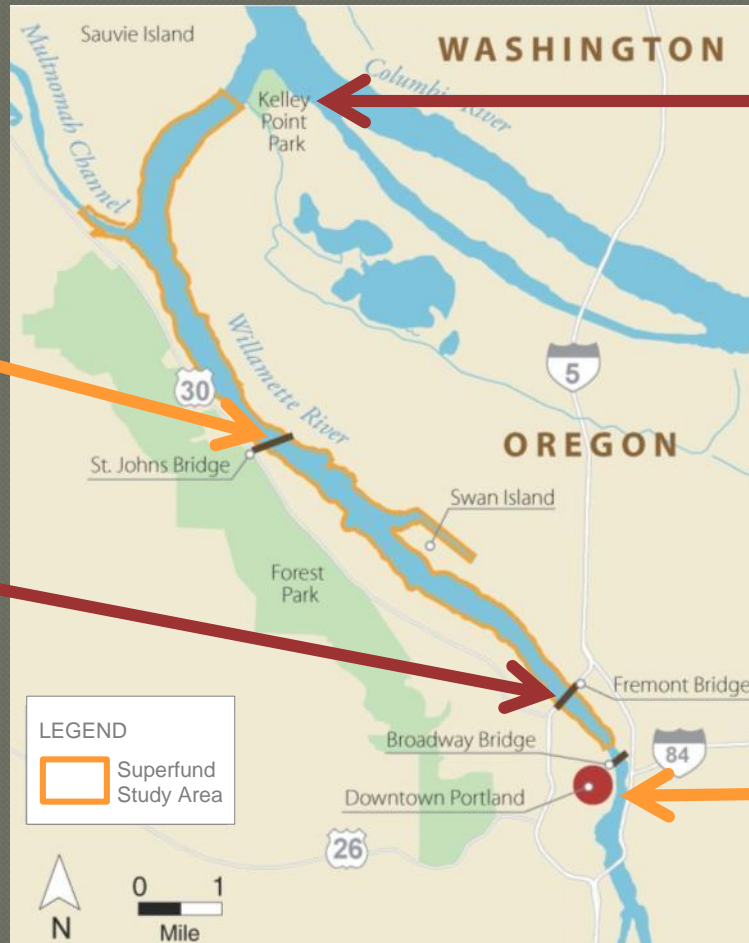 Sauvie Island
WASHINGTON
Multnomah Channel
Columbia River
Kelley
Point
Park
Willamette River
30
5
St. Johns Bridge
OREGON
Swan Island
Forest
Park
Fremont Bridge
LEGEND
Superfund
Study Area
Broadway Bridge
84
Downtown Portland
26
N
0 1
Mile